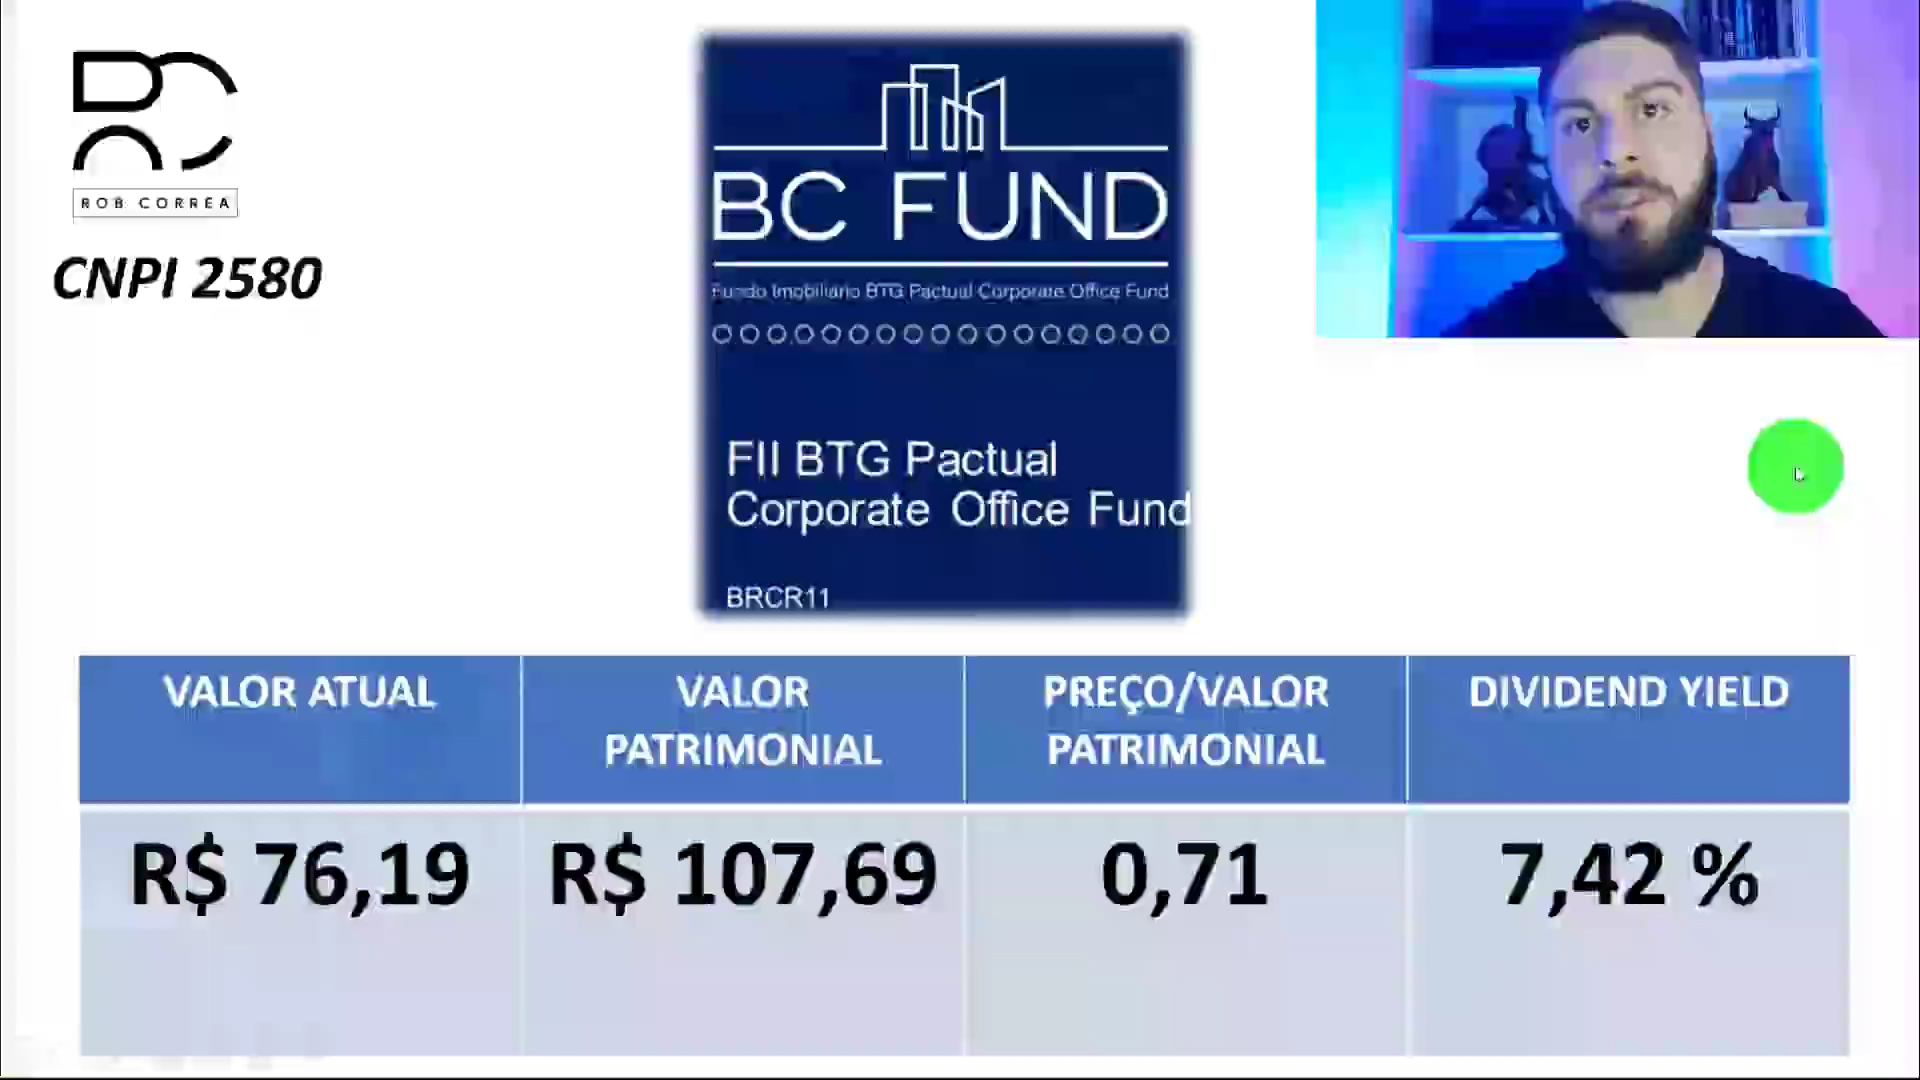 ROB CORREA
CNPI 2580
BC FUND
Fundo Imobiliário BTG Pactual Corporate Office Fund
FII BTG Pactual
Corporate Office Fund
BRCR11
VALOR ATUAL
VALOR
PATRIMONIAL
PREÇO/VALOR
PATRIMONIAL
DIVIDEND YIELD
R$ 76,19
R$ 107,69
0,71
7,42 %